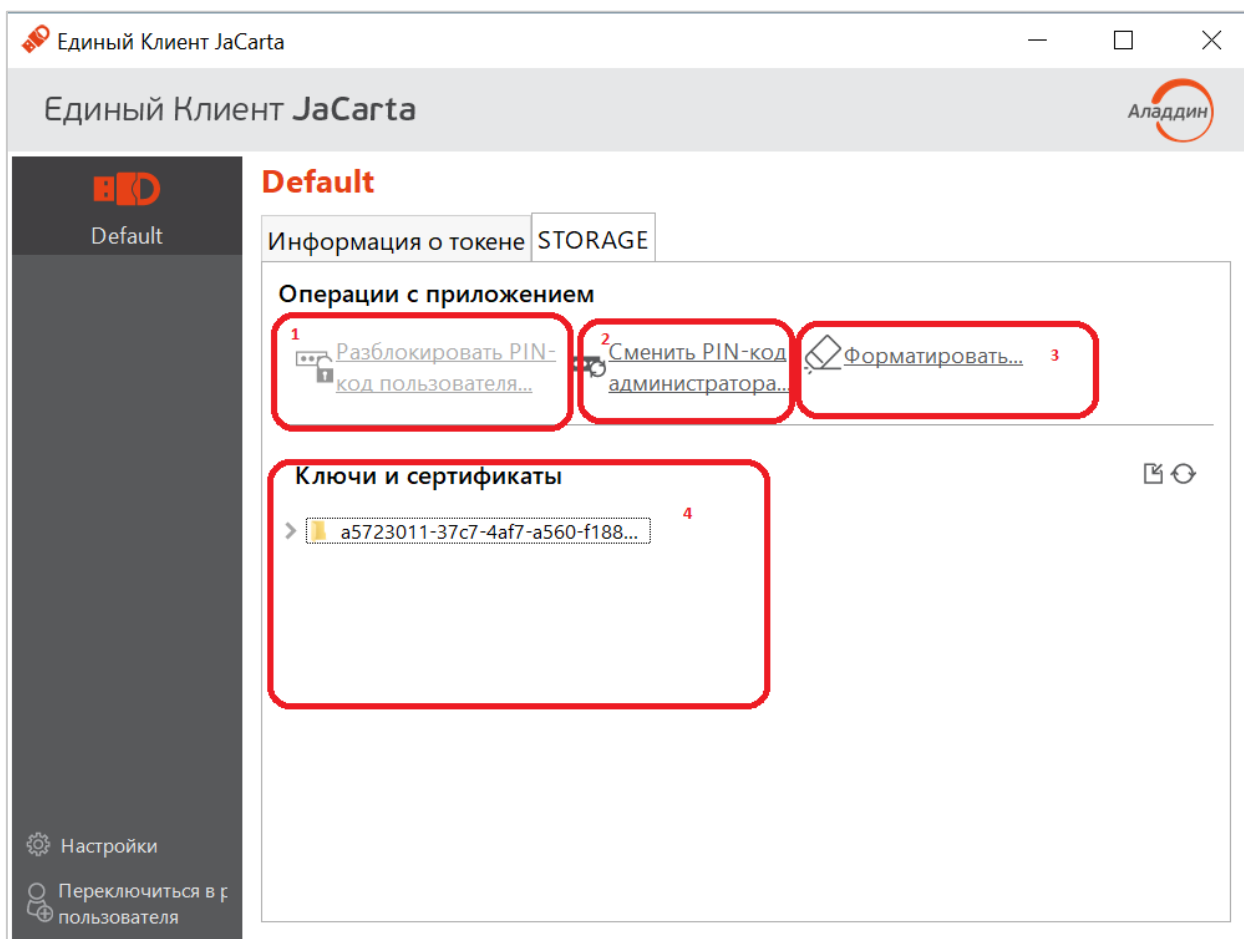 Единый Клиент JaCarta
Единый Клиент JaCarta
Аладдин
Default
Default
Информация о токене STORAGE
Операции с приложением
1
Разблокировать PIN-
код пользователя...
2
Сменить PIN-код
администратора...
Форматировать...
3
Ключи и сертификаты
4
a5723011-37c7-4af7-a560-f188...
Настройки
Переключиться в р
пользователя